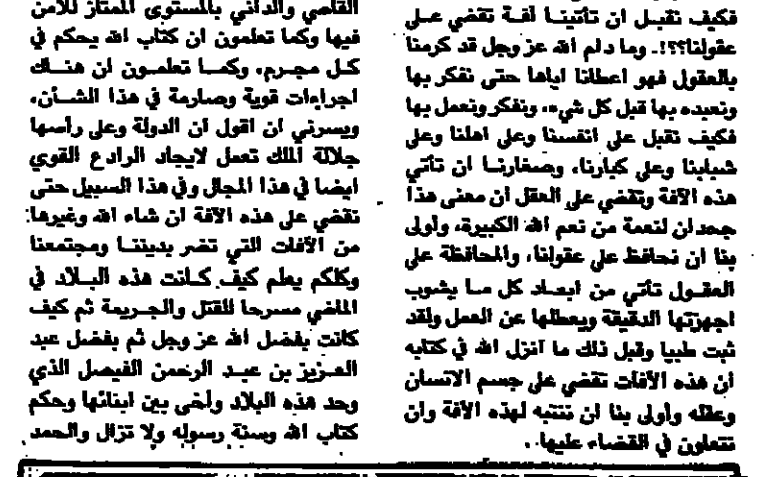 فكيف نقبل ان تأتينا آفة تقضي على
عقولنا؟؟!. وما دام الله عز وجل قد كرمنا
بالعقول فهو اعطانا اياها حتى نفكر بها
ونعبده بها قبل كل شيء، ونفكر ونعمل بها
فكيف نقبل على انفسنا وعلى اهلنا وعلى
شبابنا وعلى كبارنا، وصغارنا ان تأتي
هذه الآفة وتقضي على العقل أن معنى هذا
جحدان لنعمة من نعم الله الكبيرة، وأولى
بنا ان نحافظ على عقولنا، والمحافظة على
العقول تأتي من ابعاد كل ما يشوب
اجهزتها الدقيقة ويعطلها عن العمل ولقد
ثبت طبيا وقبل ذلك ما أنزل الله في كتابه
أن هذه الآفات تقضي على جسم الانسان
وعقله وأولى بنا ان ننتبه لهذه الآفة وان
نتعاون في القضاء عليها..
القاصي والداني بالمستوى الممتاز للأمن
فيها وكما تعلمون ان كتاب الله يحكم في
كل مجرم، وكما تعلمون ان هناك
اجراءات قوية وصارمة في هذا الشأن،
ويسرني ان اقول ان الدولة وعلى رأسها
جلالة الملك تعمل لايجاد الرادع القوي
ايضا في هذا المجال وفي هذا السبيل حتى
نقضي على هذه الآفة ان شاء الله وغيرها
من الآفات التي تضر بديننا ومجتمعنا
وكلكم يعلم كيف كانت هذه البلاد في
الماضي مسرحا للقتل والجريمة ثم كيف
كانت بفضل الله عز وجل ثم بفضل عبد
العزيز بن عبد الرحمن الفيصل الذي
وحد هذه البلاد وأخى بين ابنائها وحكم
كتاب الله وسنة رسوله ولا تزال والحمد